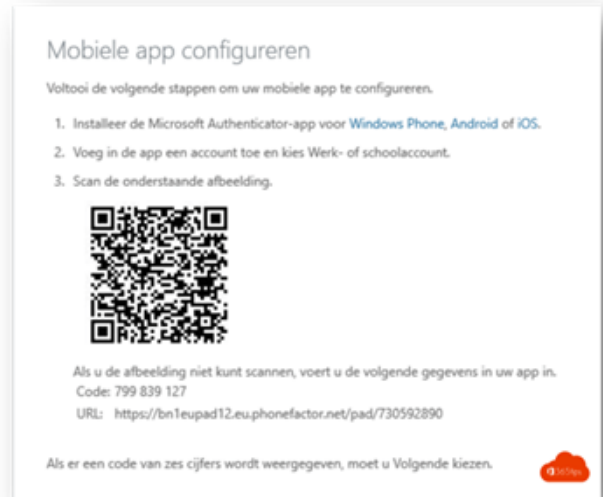 Mobiele app configureren
Voltooi de volgende stappen om uw mobiele app te configureren.
1. Installeer de Microsoft Authenticator-app voor Windows Phone, Android of iOS.
2. Voeg in de app een account toe en kies Werk- of schoolaccount.
3. Scan de onderstaande afbeelding.
Als u de afbeelding niet kunt scannen, voert u de volgende gegevens in uw app in.
Code: 799 839 127
URL: https://bn1eupad12.eu.phonefactor.net/pad/730592890
Als er een code van zes cijfers wordt weergegeven, moet u Volgende kiezen.